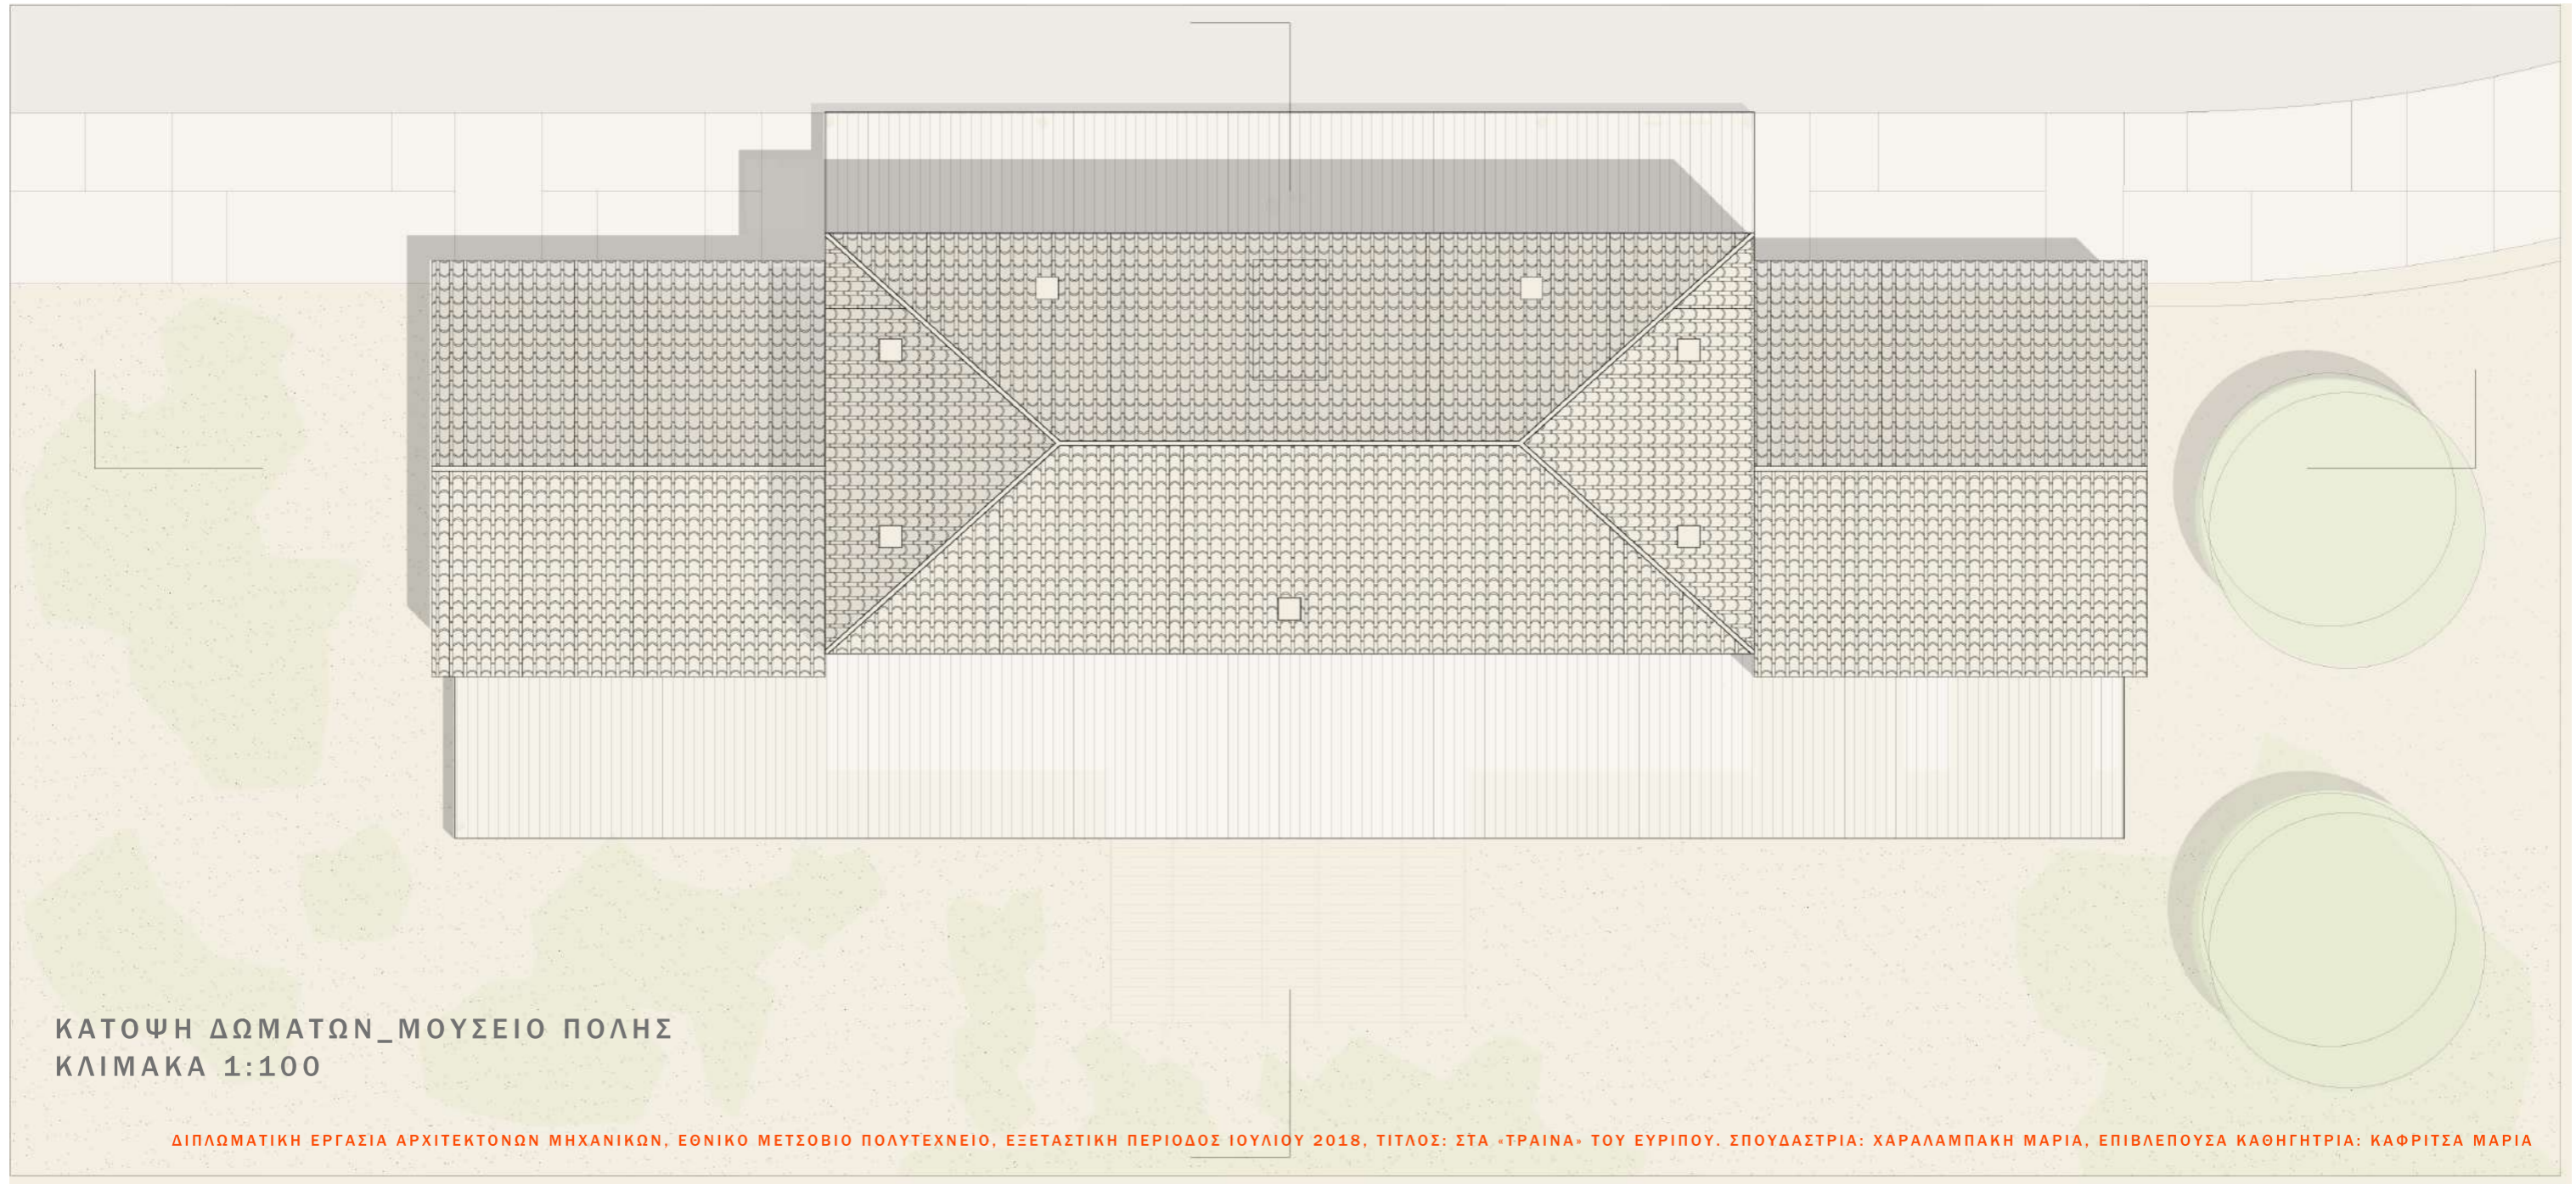 ΚΑΤΟΨΗ ΔΩΜΑΤΩΝ_ΜΟΥΣΕΙΟ ΠΟΛΗΣ
ΚΛΙΜΑΚΑ 1:100
ΔΙΠΛΩΜΑΤΙΚΗ ΕΡΓΑΣΙΑ ΑΡΧΙΤΕΚΤΟΝΩΝ ΜΗΧΑΝΙΚΩΝ, ΕΘΝΙΚΟ ΜΕΤΣΟΒΙΟ ΠΟΛΥΤΕΧΝΕΙΟ, ΕΞΕΤΑΣΤΙΚΗ ΠΕΡΙΟΔΟΣ ΙΟΥΛΙΟΥ 2018, ΤΙΤΛΟΣ: ΣΤΑ «ΤΡΑΙΝΑ» ΤΟΥ ΕΥΡΙΠΟΥ. ΣΠΟΥΔΑΣΤΡΙΑ: ΧΑΡΑΛΑΜΠΑΚΗ ΜΑΡΙΑ, ΕΠΙΒΛΕΠΟΥΣΑ ΚΑΘΗΓΗΤΡΙΑ: ΚΑΦΡΙΤΣΑ ΜΑΡΙΑ